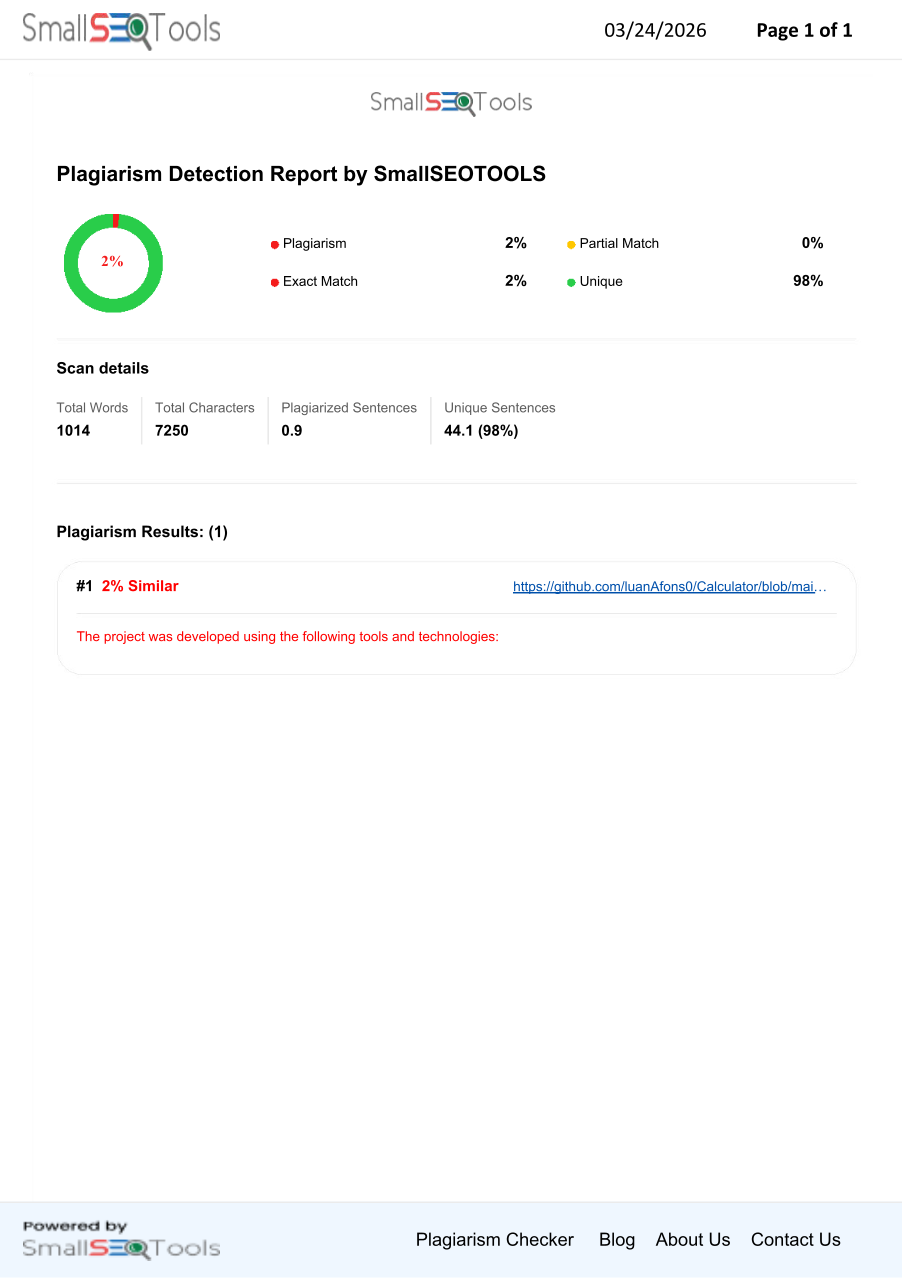 SmallSEOTools 03/24/2026 Page 1 of 1
SmallSEOTools
Plagiarism Detection Report by SmallSEOTOOLS
2%
Plagiarism 2% Partial Match 0%
Exact Match 2% Unique 98%
Scan details
Total Words Total Characters Plagiarized Sentences Unique Sentences
1014 7250 0.9 44.1 (98%)
Plagiarism Results: (1)
#1 2% Similar https://github.com/luanAfons0/Calculator/blob/mai...
The project was developed using the following tools and technologies:
Powered by
SmallSEOTools
Plagiarism Checker Blog About Us Contact Us